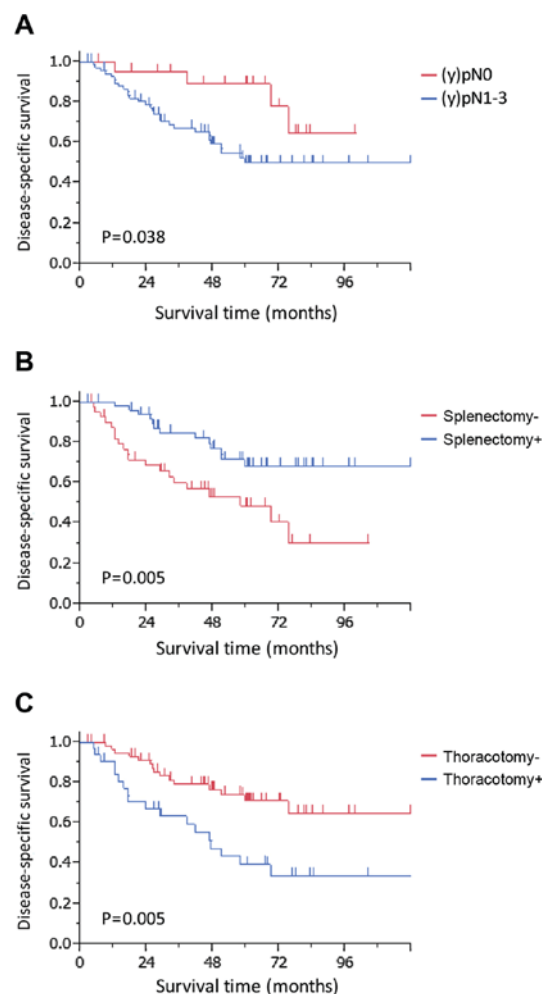 A
1.0
0.8
0.6
0.4
0.2
0.0
Disease-specific survival
P=0.038
0 24 48 72 96
Survival time (months)
(y)pN0
(y)pN1-3
B
1.0
0.8
0.6
0.4
0.2
0.0
Disease-specific survival
P=0.005
0 24 48 72 96
Survival time (months)
Splenectomy-
Splenectomy+
C
1.0
0.8
0.6
0.4
0.2
0.0
Disease-specific survival
P=0.005
0 24 48 72 96
Survival time (months)
Thoracotomy-
Thoracotomy+